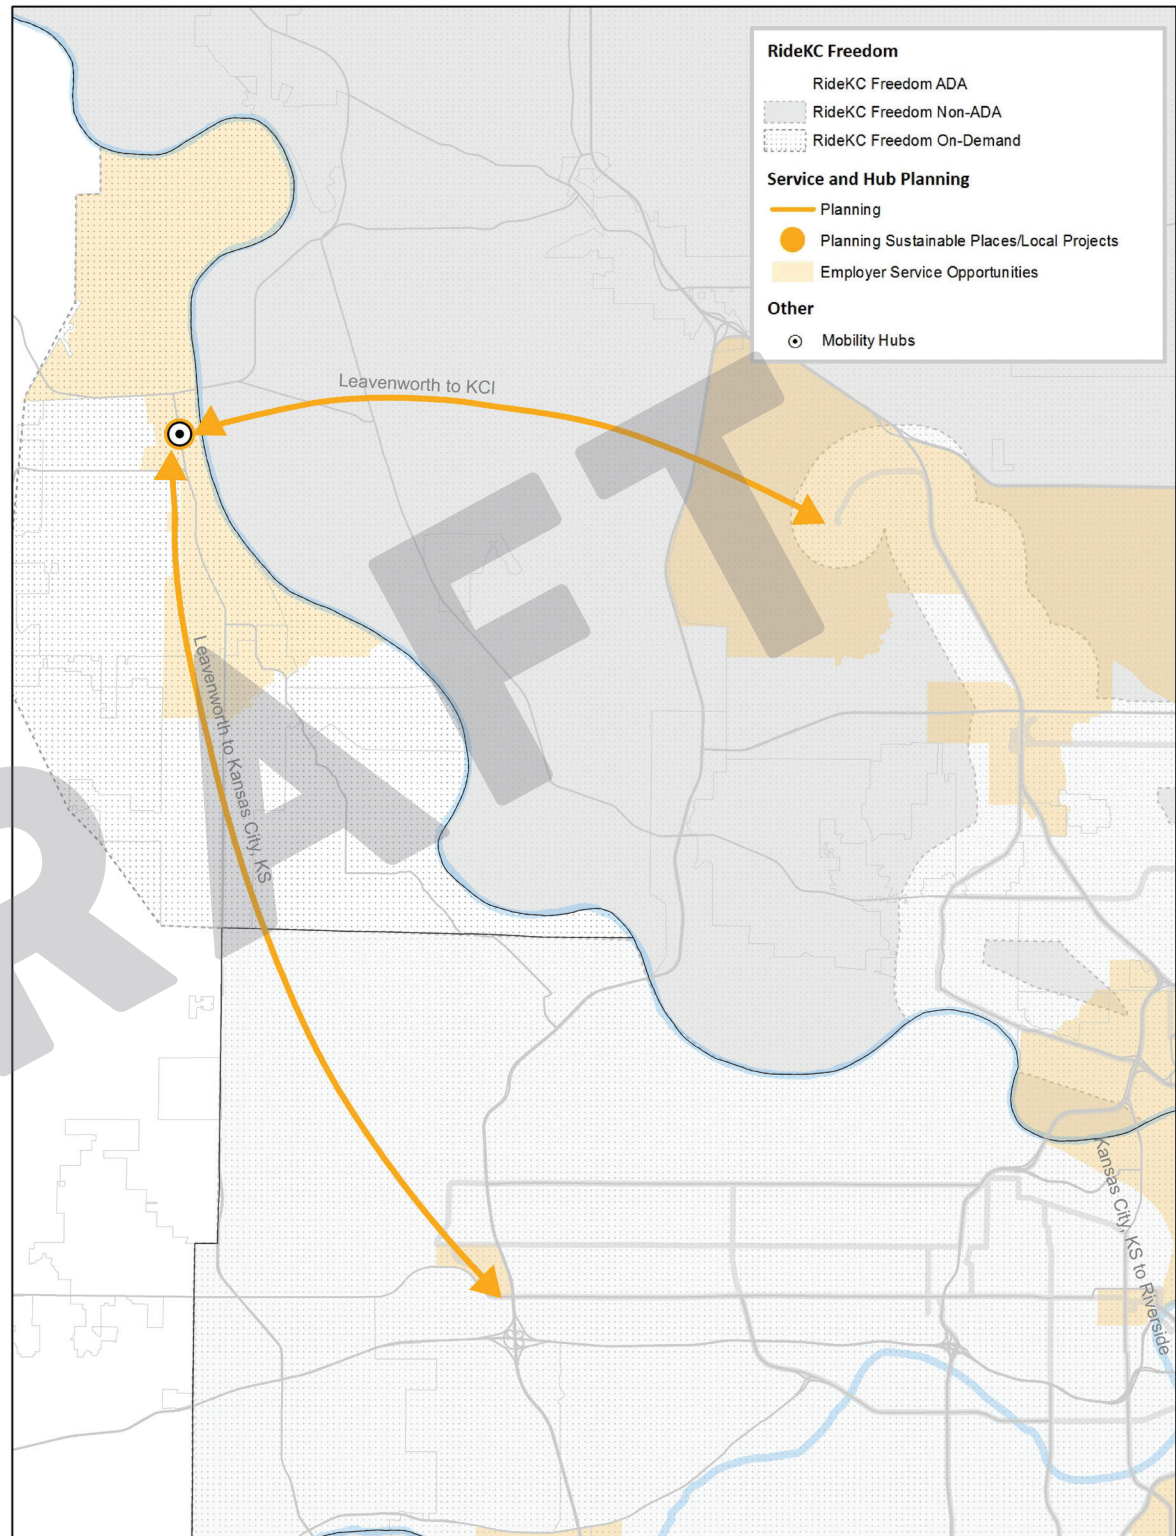 RideKC Freedom
RideKC Freedom ADA
RideKC Freedom Non-ADA
RideKC Freedom On-Demand
Service and Hub Planning
Planning
Planning Sustainable Places/Local Projects
Employer Service Opportunities
Other
Mobility Hubs
Leavenworth to KCI
Leavenworth to Kansas City, KS
Kansas City, KS to Riverside
RAFT